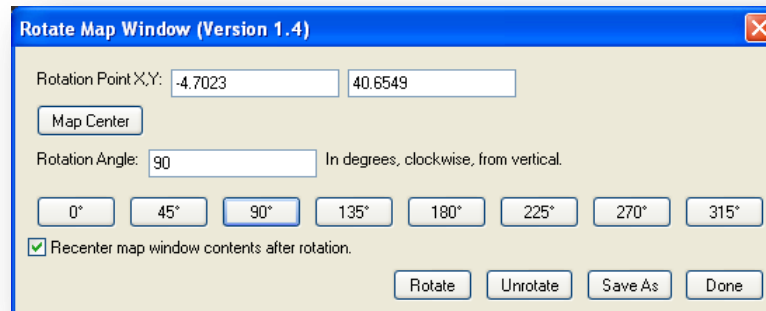 Rotate Map Window (Version 1.4)
Rotation Point X,Y: -4.7023 40.6549
Map Center
Rotation Angle: 90 In degrees, clockwise, from vertical.
0° 45° 90° 135° 180° 225° 270° 315°
Recenter map window contents after rotation.
Rotate Unrotate Save As Done